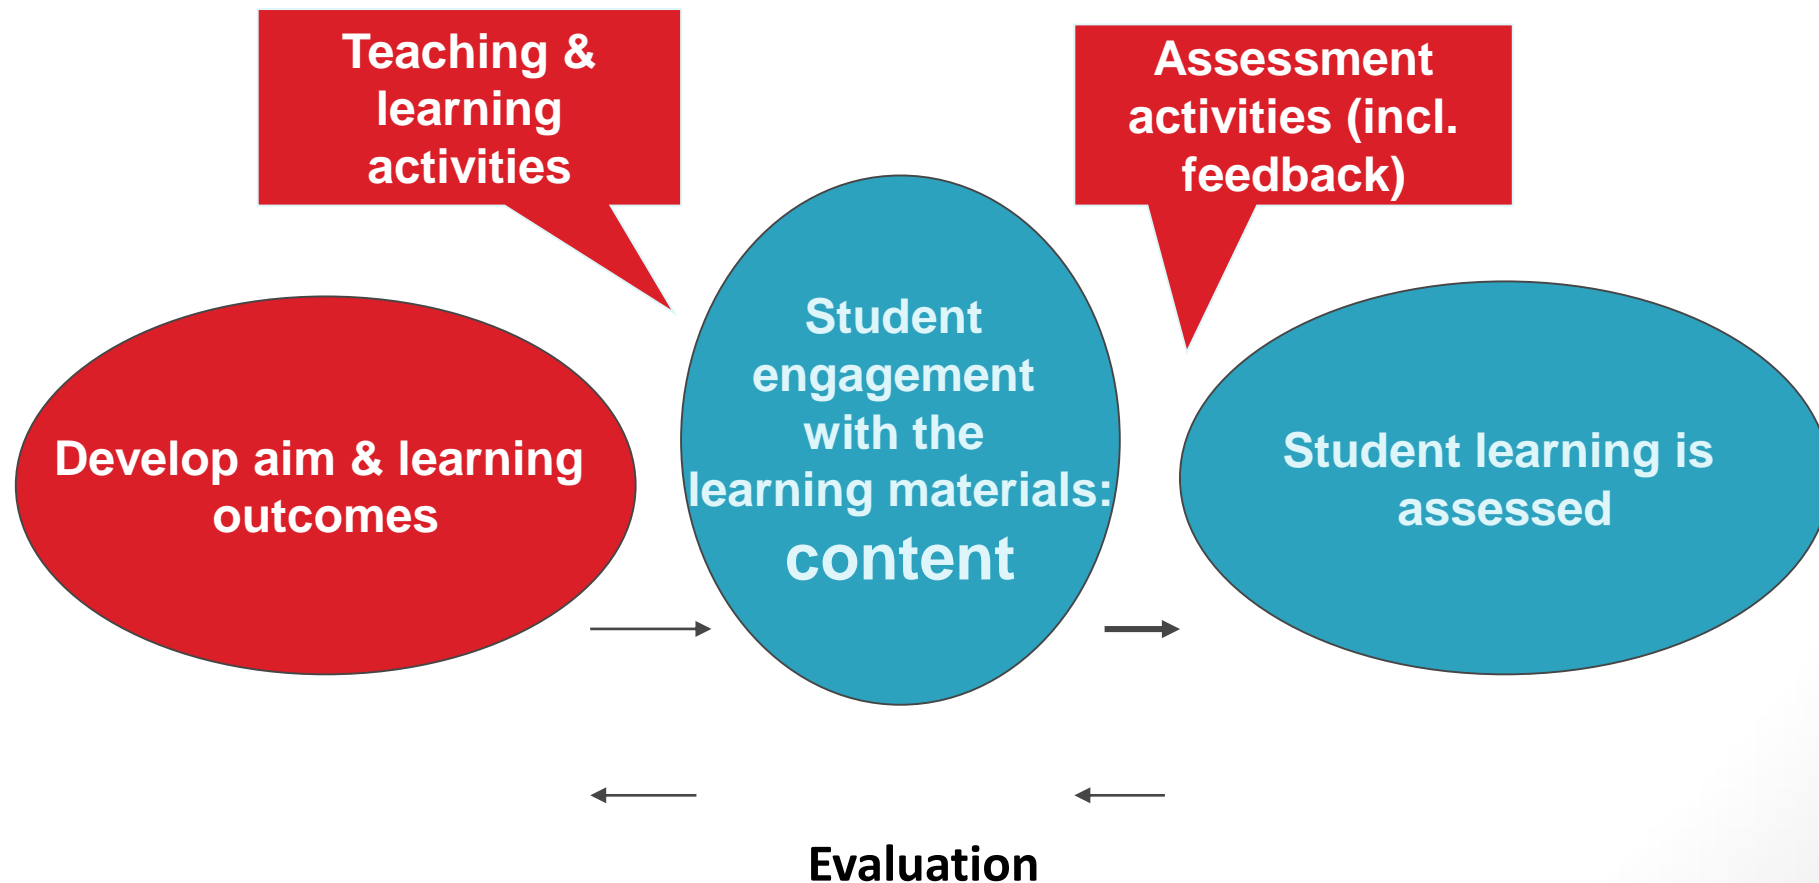 Teaching &
learning
activities
Assessment
activities (incl.
feedback)
Develop aim & learning
outcomes
Student
engagement
with the
learning materials:
content
Student learning is
assessed
Evaluation